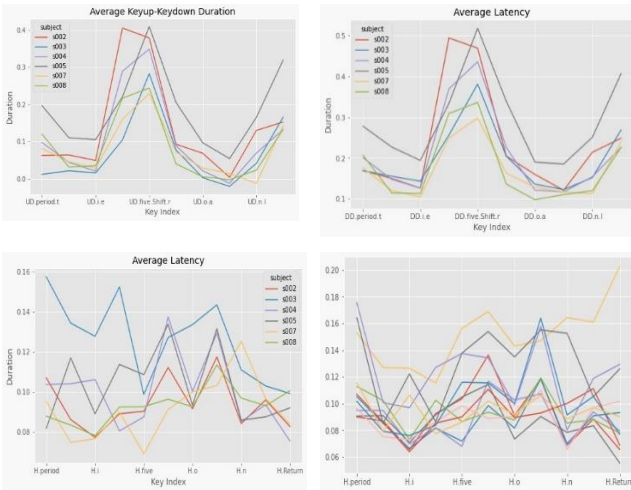 Average Keyup-Keydown Duration
subject
s002
s003
s004
s005
s007
s008
Duration
0.4
0.3
0.2
0.1
0.0
UD.period.t
UD.i.e
UD.five Shift.r
UD.o.a
UD.n.l
Key Index
Average Latency
subject
s002
s003
s004
s005
s007
s008
Duration
0.5
0.4
0.3
0.2
0.1
DD.period.t
DD.i.e
DD.five Shift.r
DD.o.a
DD.n.l
Key Index
Average Latency
subject
s002
s003
s004
s005
s007
s008
Duration
0.16
0.14
0.12
0.10
0.08
H.period
H.i
H.five
H.o
H.n
H.Return
Key Index
0.20
0.18
0.16
0.14
0.12
0.10
0.08
0.06
H.period
H.i
H.five
H.o
H.n
H.Return